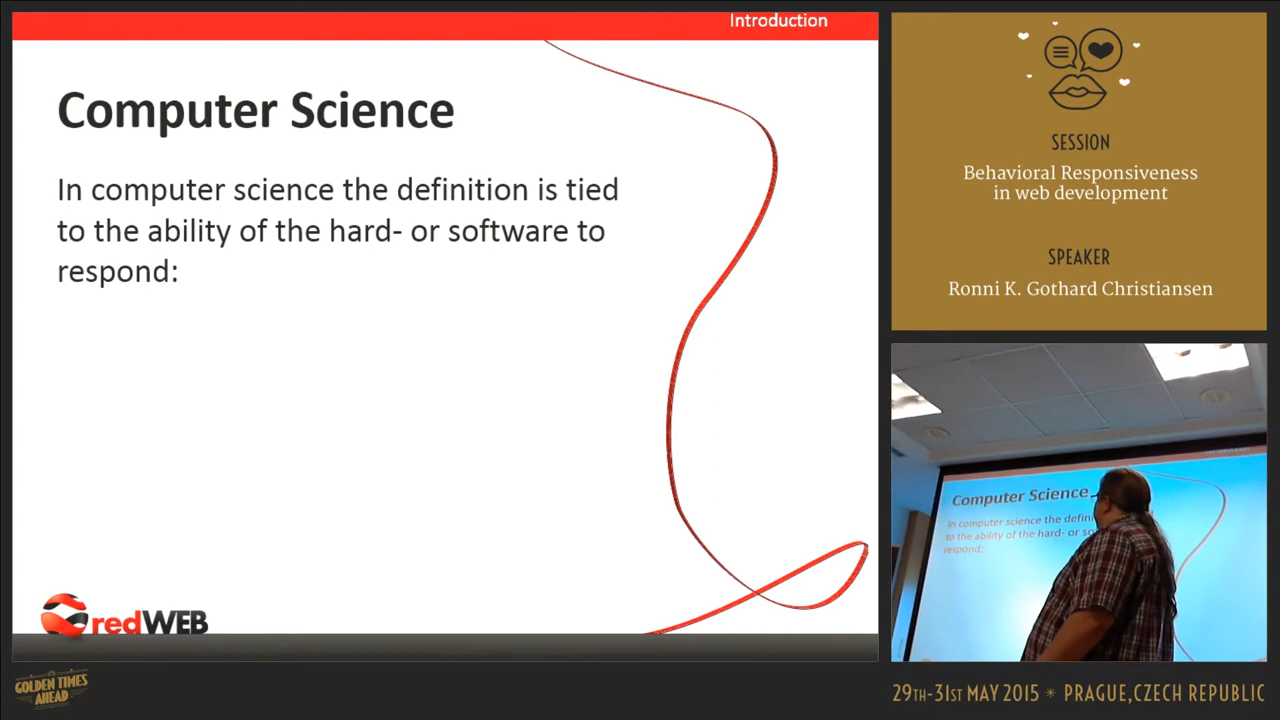 Introduction
Computer Science
In computer science the definition is tied
to the ability of the hard- or software to
respond:
redWEB
SESSION
Behavioral Responsiveness
in web development
SPEAKER
Ronni K. Gothard Christiansen
Computer Science
In computer science the defin
to the ability of the hard- or so
respond:
GOLDEN TIMES
AHEAD
29TH-31ST MAY 2015 * PRAGUE, CZECH REPUBLIC